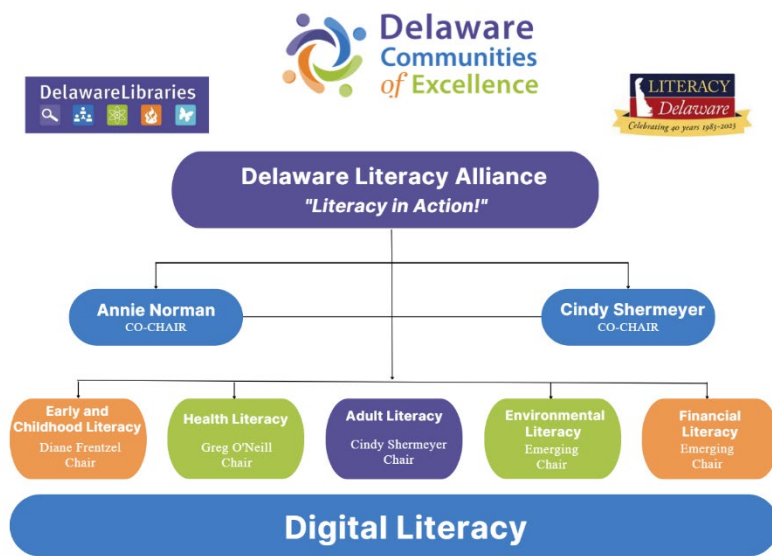 Delaware
Communities
of Excellence
DelawareLibraries
LITERACY
Delaware
Celebrating 40 years 1983-2023
Delaware Literacy Alliance
"Literacy in Action!"
Annie Norman
CO-CHAIR
Cindy Shermeyer
CO-CHAIR
Early and
Childhood Literacy
Diane Frentzel
Chair
Health Literacy
Greg O'Neill
Chair
Adult Literacy
Cindy Shermeyer
Chair
Environmental
Literacy
Emerging
Chair
Financial
Literacy
Emerging
Chair
Digital Literacy